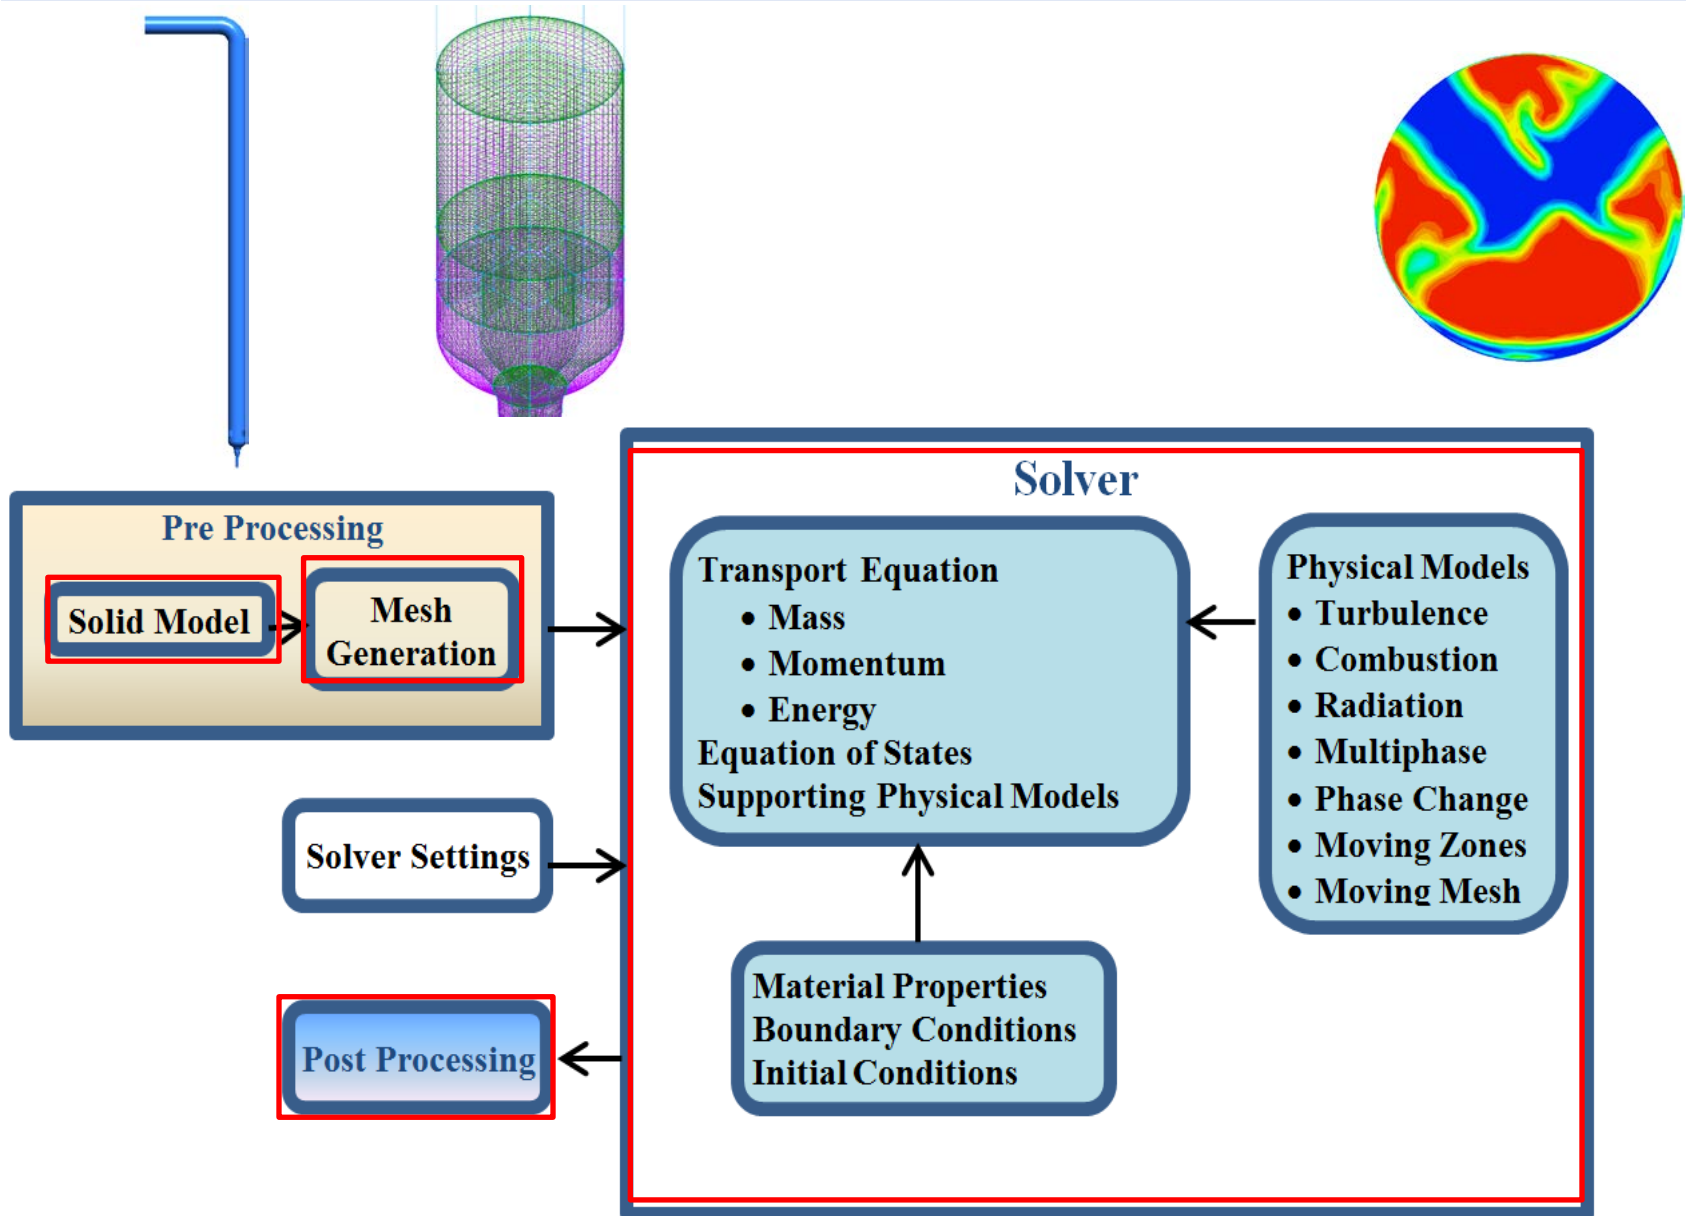 Pre Processing
Solid Model
Mesh
Generation
Solver Settings
Post Processing
Solver
Transport Equation
• Mass
• Momentum
• Energy
Equation of States
Supporting Physical Models
Physical Models
• Turbulence
• Combustion
• Radiation
• Multiphase
• Phase Change
• Moving Zones
• Moving Mesh
Material Properties
Boundary Conditions
Initial Conditions